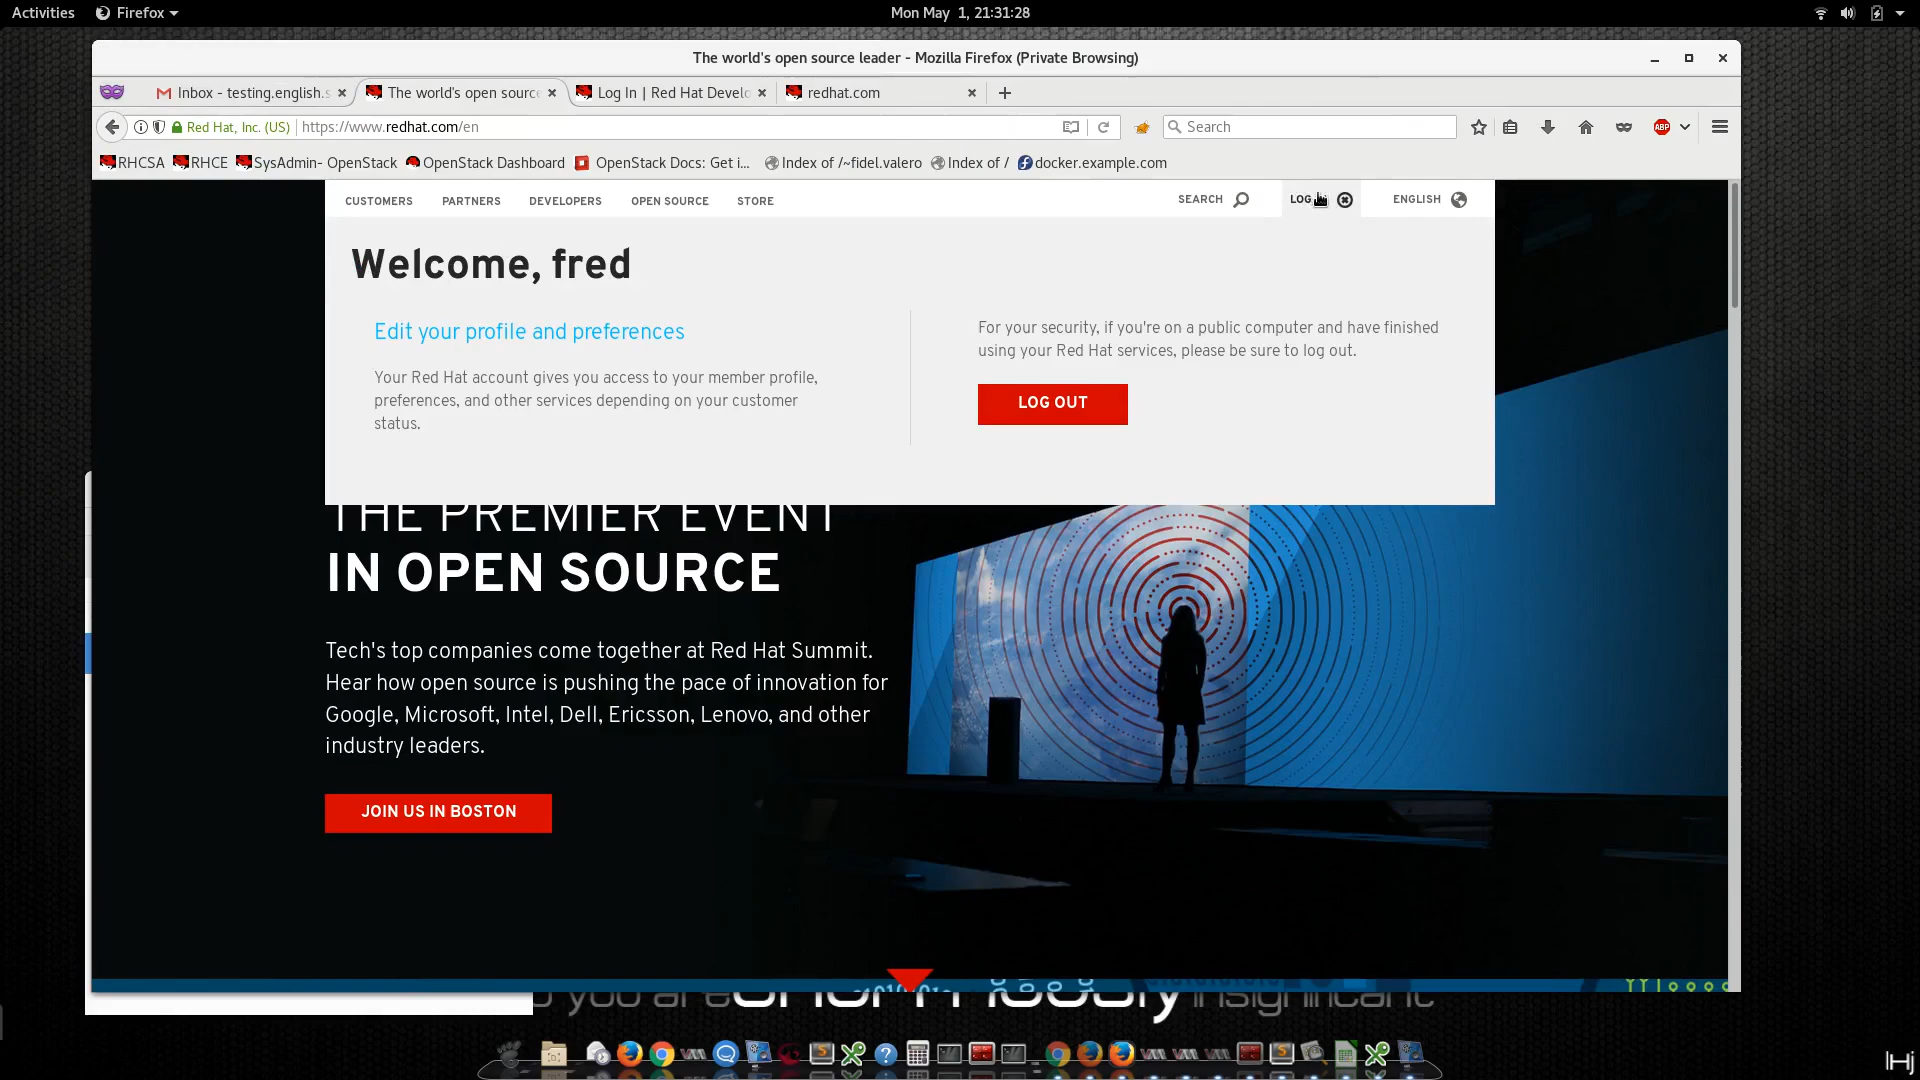 Activities Firefox Mon May 1, 21:31:28
The world's open source leader - Mozilla Firefox (Private Browsing)
Inbox - testing.english.s The world's open source Log In | Red Hat Develo redhat.com
Red Hat, Inc. (US) https://www.redhat.com/en Search ABP
RHCSA RHCE SysAdmin- OpenStack OpenStack Dashboard OpenStack Docs: Get i... Index of /~fidel.valero Index of / docker.example.com
CUSTOMERS PARTNERS DEVELOPERS OPEN SOURCE STORE SEARCH LOG ENGLISH
Welcome, fred
Edit your profile and preferences
Your Red Hat account gives you access to your member profile,
preferences, and other services depending on your customer
status.
For your security, if you're on a public computer and have finished
using your Red Hat services, please be sure to log out.
LOG OUT
THE PREMIER EVENT
IN OPEN SOURCE
Tech's top companies come together at Red Hat Summit.
Hear how open source is pushing the pace of innovation for
Google, Microsoft, Intel, Dell, Ericsson, Lenovo, and other
industry leaders.
JOIN US IN BOSTON
you are insignificant